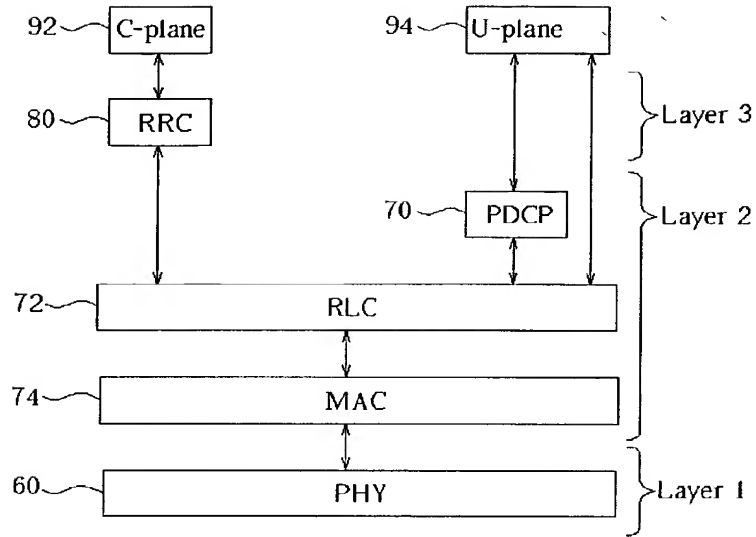 92 C-plane
94 U-plane
80 RRC
Layer 3
70 PDCP
Layer 2
72 RLC
74 MAC
60 PHY
Layer 1